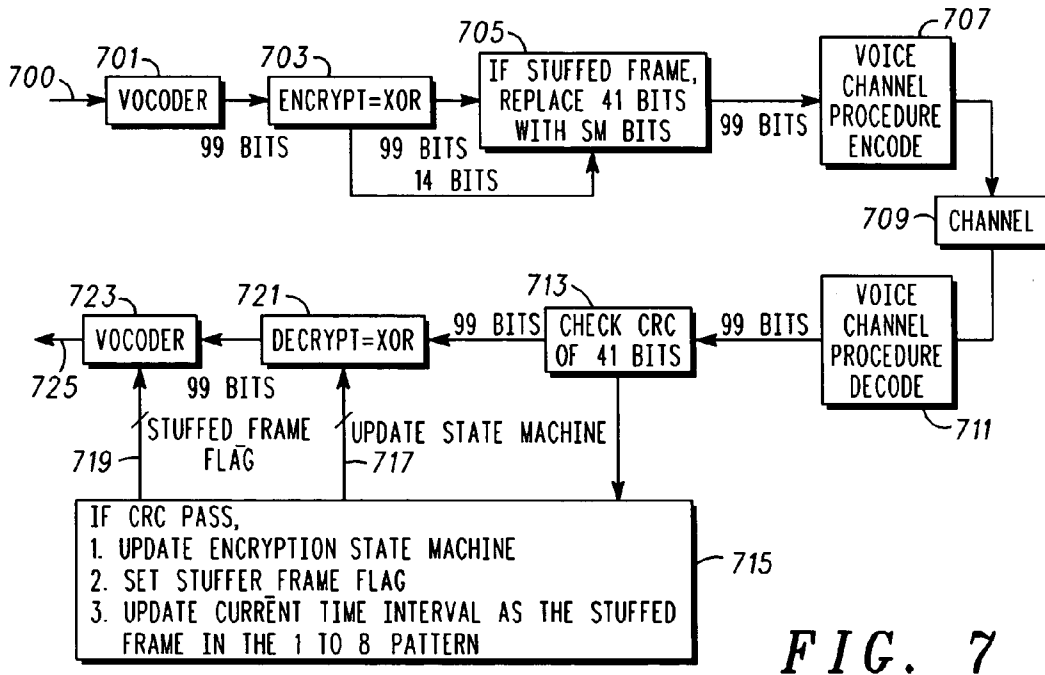 700
701
VOCODER
99 BITS
703
ENCRYPT=XOR
99 BITS
14 BITS
705
IF STUFFED FRAME,
REPLACE 41 BITS
WITH SM BITS
99 BITS
707
VOICE
CHANNEL
PROCEDURE
ENCODE
709
CHANNEL
VOICE
CHANNEL
PROCEDURE
DECODE
711
99 BITS
713
CHECK CRC
OF 41 BITS
99 BITS
721
DECRYPT=XOR
99 BITS
723
VOCODER
725
STUFFED_FRAME
FLAG
719
UPDATE STATE MACHINE
717
IF CRC PASS,
1. UPDATE ENCRYPTION STATE MACHINE
2. SET STUFFER_FRAME FLAG
3. UPDATE CURRENT TIME INTERVAL AS THE STUFFED
FRAME IN THE 1 TO 8 PATTERN
715
FIG. 7